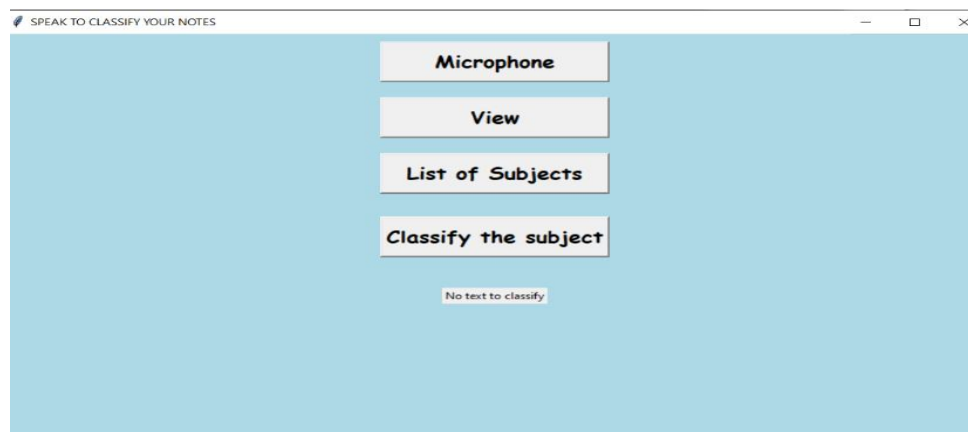 SPEAK TO CLASSIFY YOUR NOTES
Microphone
View
List of Subjects
Classify the subject
No text to classify